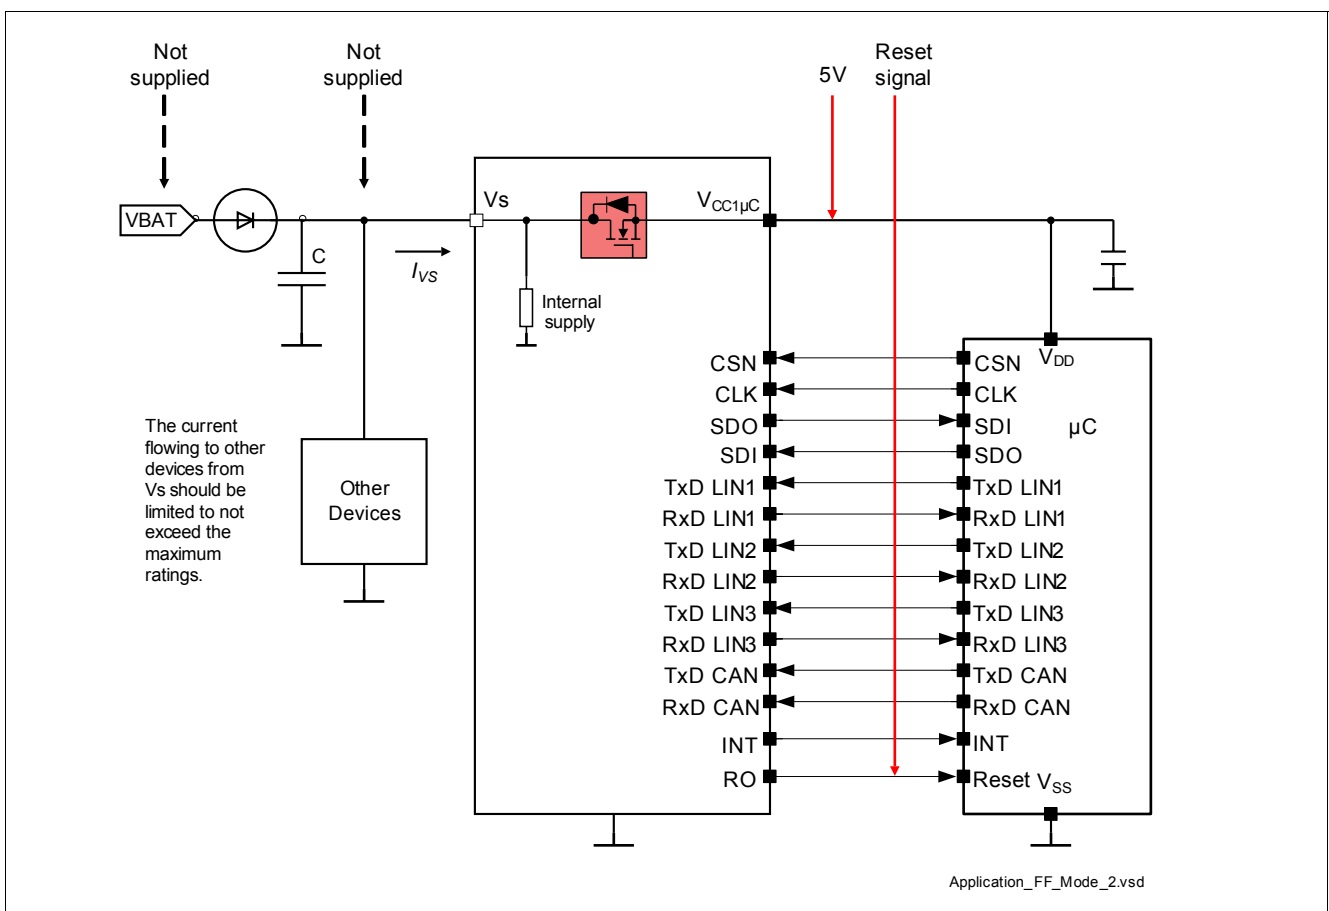 Not
supplied
Not
supplied
5V
Reset
signal
VBAT
C
IVS
Vs
VCC1µC
Internal
supply
The current
flowing to other
devices from
Vs should be
limited to not
exceed the
maximum
ratings.
Other
Devices
CSN
CLK
SDO
SDI
TxD LIN1
RxD LIN1
TxD LIN2
RxD LIN2
TxD LIN3
RxD LIN3
TxD CAN
RxD CAN
INT
RO
VDD
CSN
CLK
SDI
µC
SDO
TxD LIN1
RxD LIN1
TxD LIN2
RxD LIN2
TxD LIN3
RxD LIN3
TxD CAN
RxD CAN
INT
Reset VSS
Application_FF_Mode_2.vsd